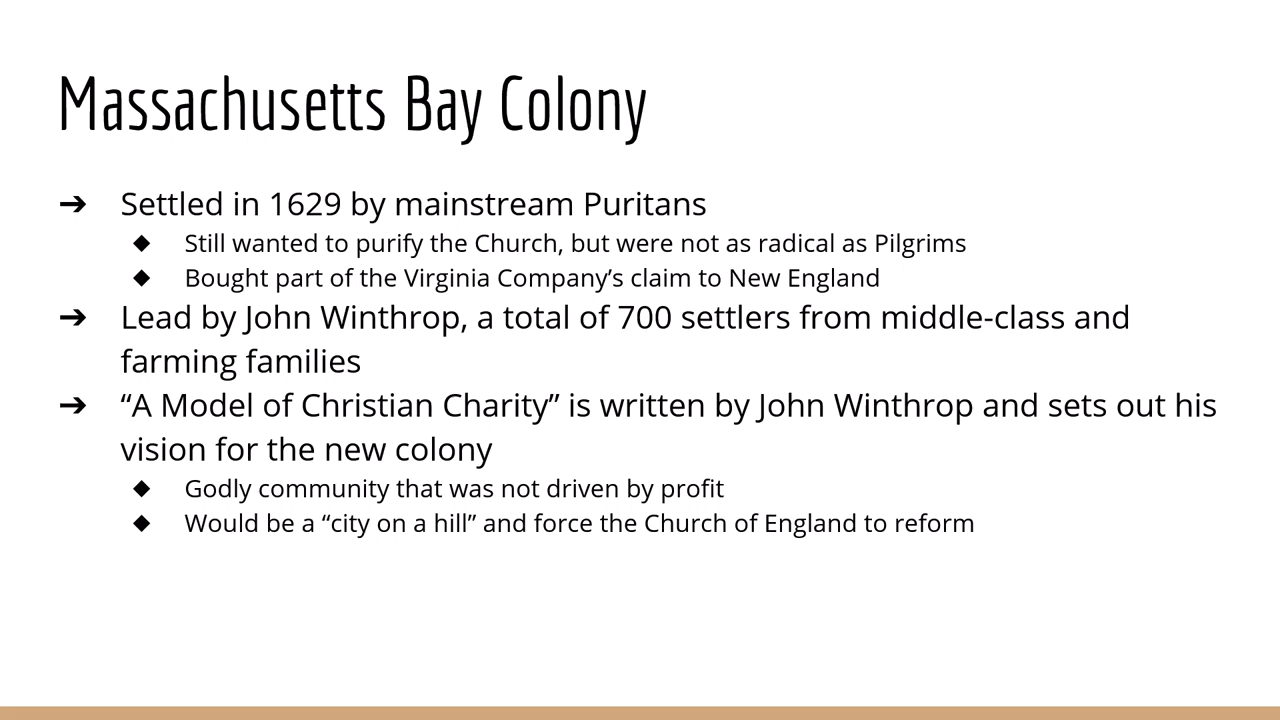 Massachusetts Bay Colony
➔ Settled in 1629 by mainstream Puritans
◆ Still wanted to purify the Church, but were not as radical as Pilgrims
◆ Bought part of the Virginia Company’s claim to New England
➔ Lead by John Winthrop, a total of 700 settlers from middle-class and
farming families
➔ “A Model of Christian Charity” is written by John Winthrop and sets out his
vision for the new colony
◆ Godly community that was not driven by profit
◆ Would be a “city on a hill” and force the Church of England to reform